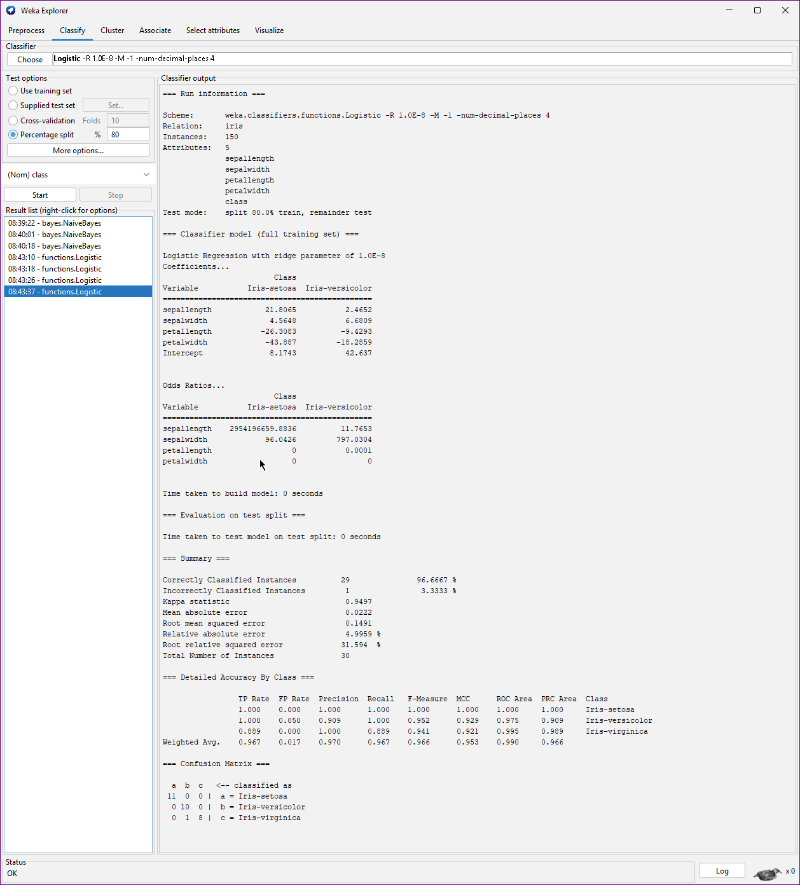 Weka Explorer
Preprocess Classify Cluster Associate Select attributes Visualize
Classifier
Choose Logistic -R 1.0E-8 -M -1 -num-decimal-places 4
Test options
Use training set
Supplied test set Set...
Cross-validation Folds 10
Percentage split % 80
More options...
(Nom) class
Start Stop
Result list (right-click for options)
08:39:22 - bayes.NaiveBayes
08:40:01 - bayes.NaiveBayes
08:40:18 - bayes.NaiveBayes
08:43:10 - functions.Logistic
08:43:18 - functions.Logistic
08:43:26 - functions.Logistic
08:43:37 - functions.Logistic
Classifier output
=== Run information ===
Scheme: weka.classifiers.functions.Logistic -R 1.0E-8 -M -1 -num-decimal-places 4
Relation: iris
Instances: 150
Attributes: 5
sepallength
sepalwidth
petallength
petalwidth
class
Test mode: split 80.0% train, remainder test
=== Classifier model (full training set) ===
Logistic Regression with ridge parameter of 1.0E-8
Coefficients...
Class
Variable Iris-setosa Iris-versicolor
===============================================
sepallength 21.8065 2.4652
sepalwidth 4.5648 6.6809
petallength -26.3083 -9.4293
petalwidth -43.887 -18.2859
Intercept 8.1743 42.637
Odds Ratios...
Class
Variable Iris-setosa Iris-versicolor
===============================================
sepallength 2954196659.8836 11.7653
sepalwidth 96.0426 797.0304
petallength 0 0.0001
petalwidth 0 0
Time taken to build model: 0 seconds
=== Evaluation on test split ===
Time taken to test model on test split: 0 seconds
=== Summary ===
Correctly Classified Instances 29 96.6667 %
Incorrectly Classified Instances 1 3.3333 %
Kappa statistic 0.9497
Mean absolute error 0.0222
Root mean squared error 0.1491
Relative absolute error 4.9959 %
Root relative squared error 31.594 %
Total Number of Instances 30
=== Detailed Accuracy By Class ===
TP Rate FP Rate Precision Recall F-Measure MCC ROC Area PRC Area Class
1.000 0.000 1.000 1.000 1.000 1.000 1.000 1.000 Iris-setosa
1.000 0.050 0.909 1.000 0.952 0.929 0.975 0.909 Iris-versicolor
0.889 0.000 1.000 0.889 0.941 0.921 0.995 0.989 Iris-virginica
Weighted Avg. 0.967 0.017 0.970 0.967 0.966 0.953 0.990 0.966
=== Confusion Matrix ===
a b c <-- classified as
11 0 0 | a = Iris-setosa
0 10 0 | b = Iris-versicolor
0 1 8 | c = Iris-virginica
Status
OK
Log x 0